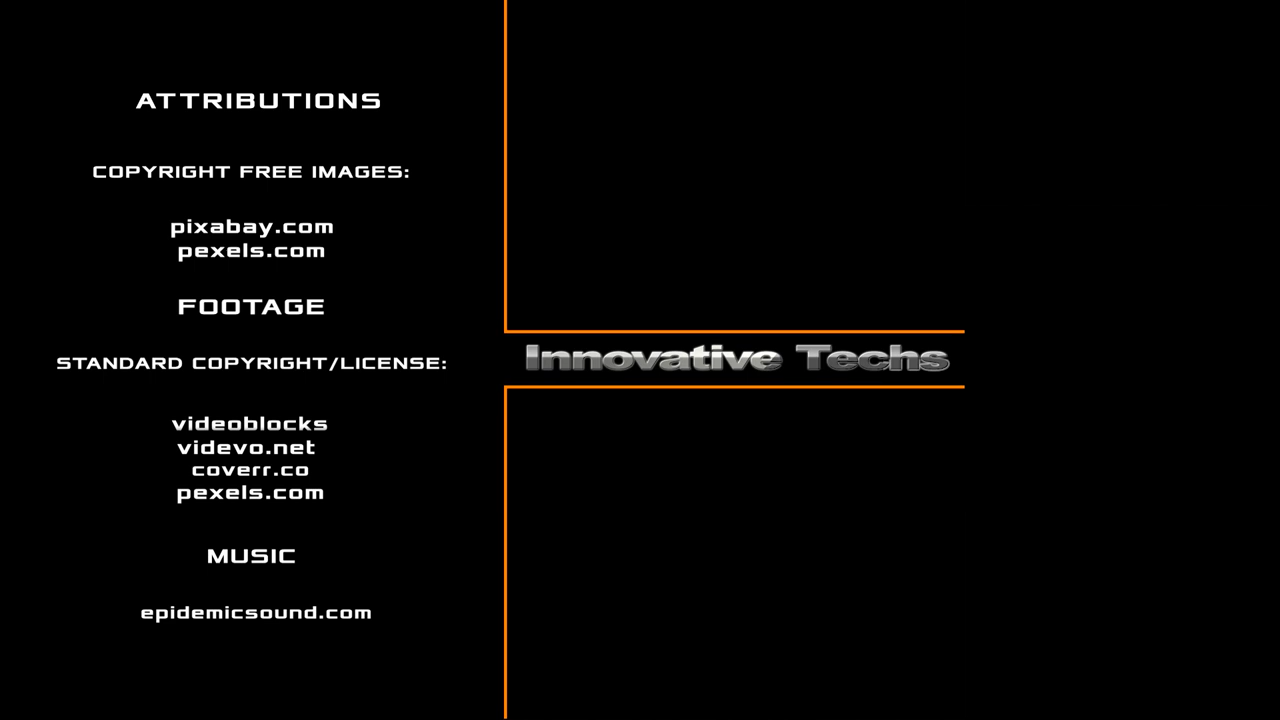 ATTRIBUTIONS
COPYRIGHT FREE IMAGES:
pixabay.com
pexels.com
FOOTAGE
STANDARD COPYRIGHT/LICENSE:
videoblocks
videvo.net
coverr.co
pexels.com
MUSIC
epidemicsound.com
Innovative Techs